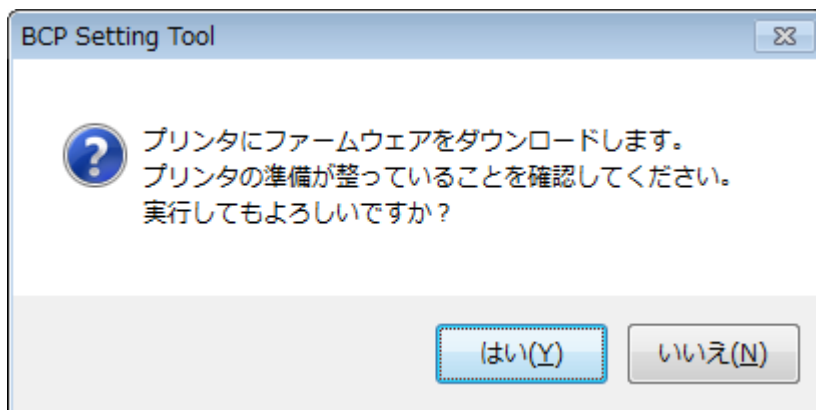 BCP Setting Tool
プリンタにファームウェアをダウンロードします。
プリンタの準備が整っていることを確認してください。
実行してもよろしいですか？
はい(Y)
いいえ(N)